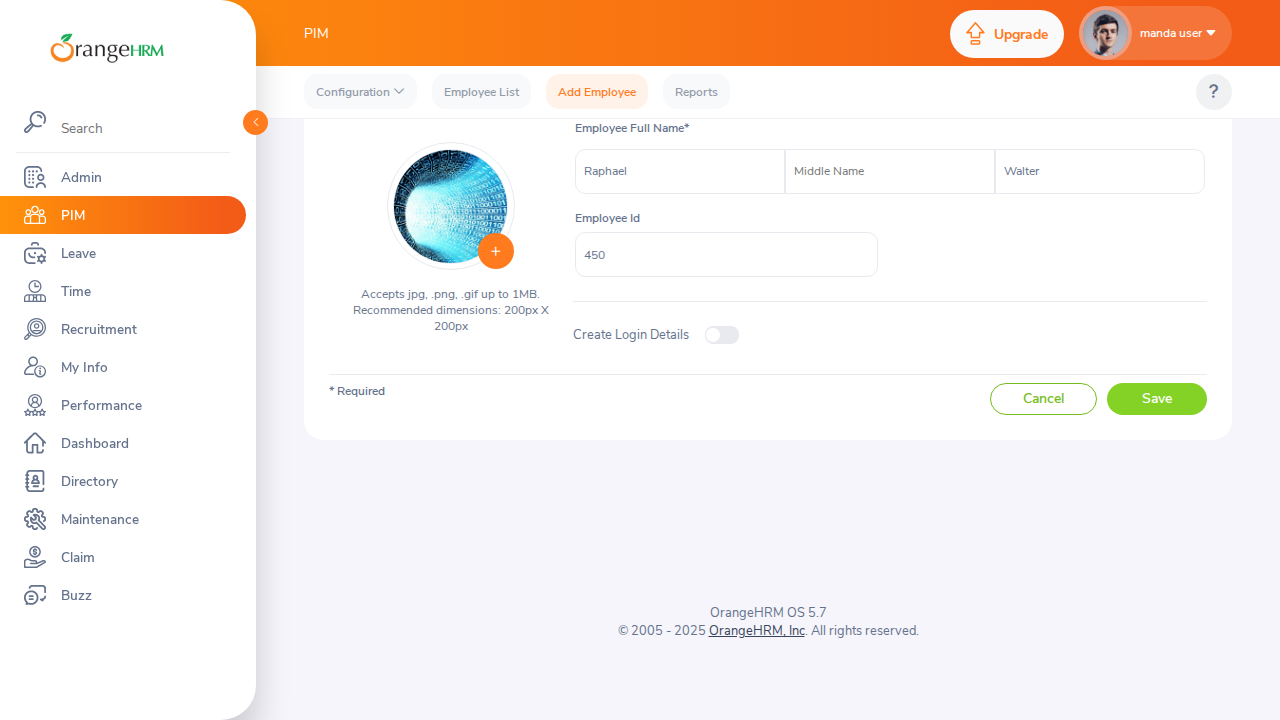 OrangeHRM
PIM
Upgrade
manda user
Configuration
Employee List
Add Employee
Reports
?
Search
Admin
PIM
Leave
Time
Recruitment
My Info
Performance
Dashboard
Directory
Maintenance
Claim
Buzz
Employee Full Name*
Raphael
Middle Name
Walter
Employee Id
450
Accepts jpg, .png, .gif up to 1MB.
Recommended dimensions: 200px X
200px
Create Login Details
* Required
Cancel
Save
OrangeHRM OS 5.7
© 2005 - 2025 OrangeHRM, Inc. All rights reserved.